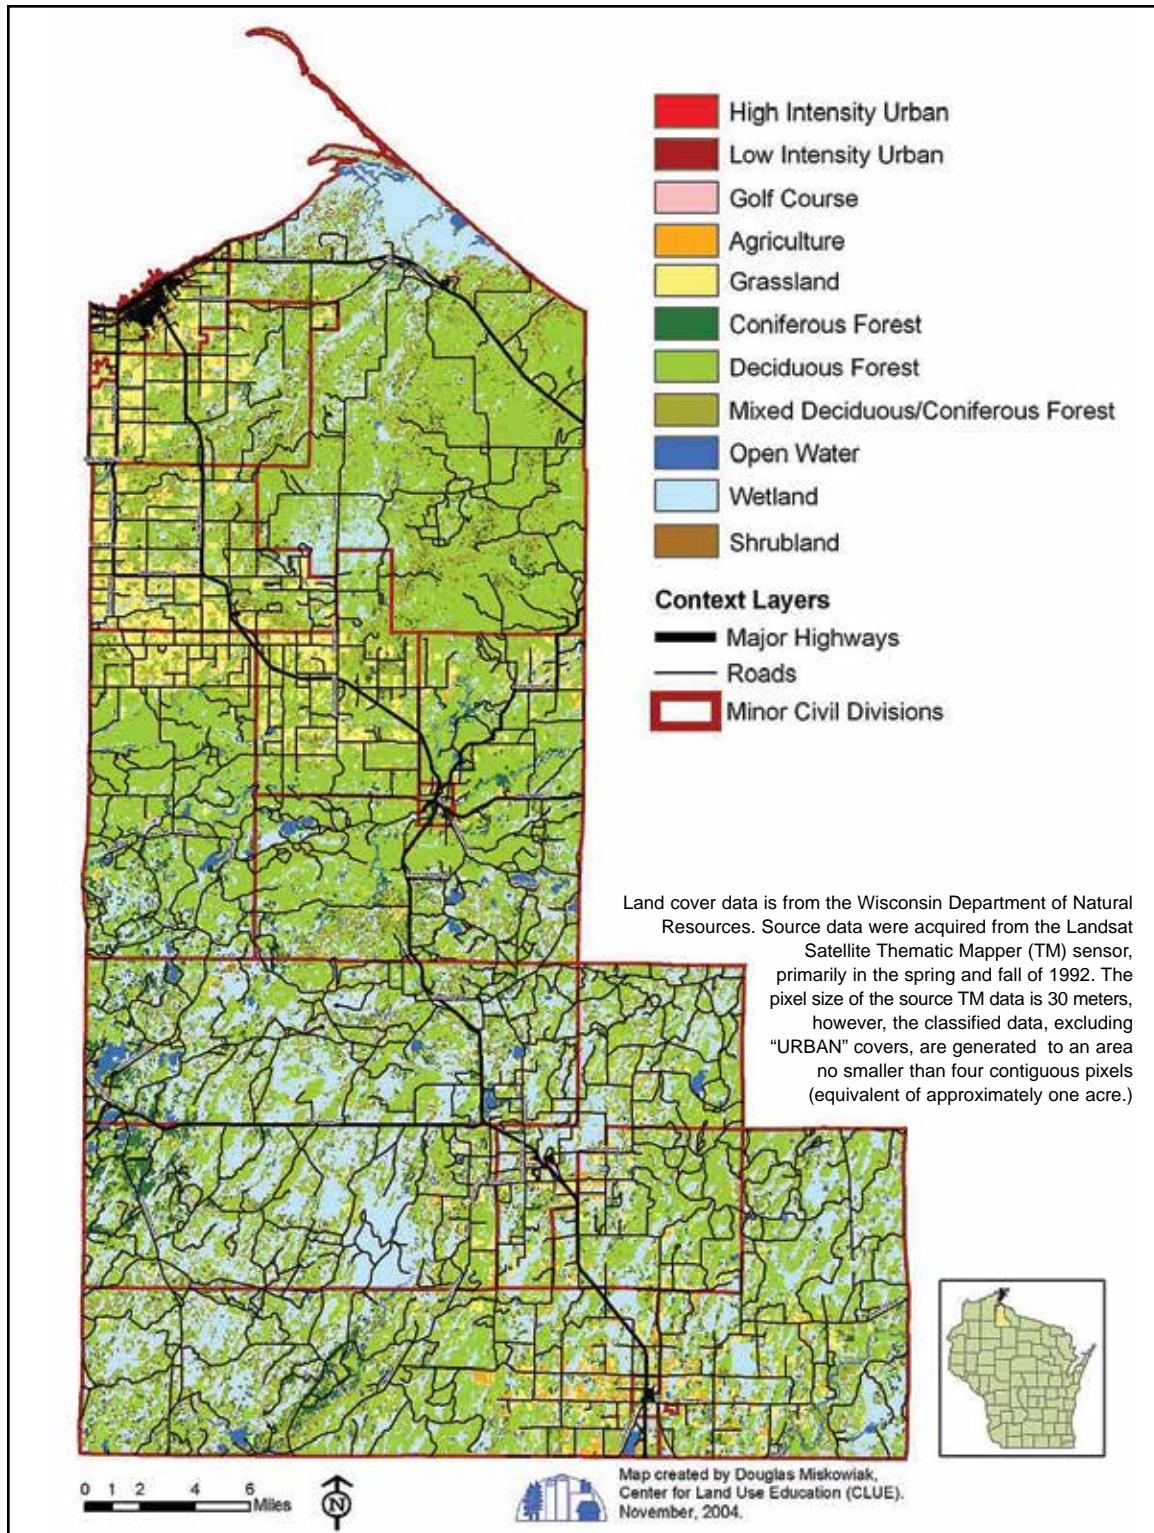 High Intensity Urban
Low Intensity Urban
Golf Course
Agriculture
Grassland
Coniferous Forest
Deciduous Forest
Mixed Deciduous/Coniferous Forest
Open Water
Wetland
Shrubland
Context Layers
Major Highways
Roads
Minor Civil Divisions
Land cover data is from the Wisconsin Department of Natural
Resources. Source data were acquired from the Landsat
Satellite Thematic Mapper (TM) sensor,
primarily in the spring and fall of 1992. The
pixel size of the source TM data is 30 meters,
however, the classified data, excluding
“URBAN” covers, are generated to an area
no smaller than four contiguous pixels
(equivalent of approximately one acre.)
0 1 2 4 6
Miles
N
Map created by Douglas Miskowiak,
Center for Land Use Education (CLUE).
November, 2004.